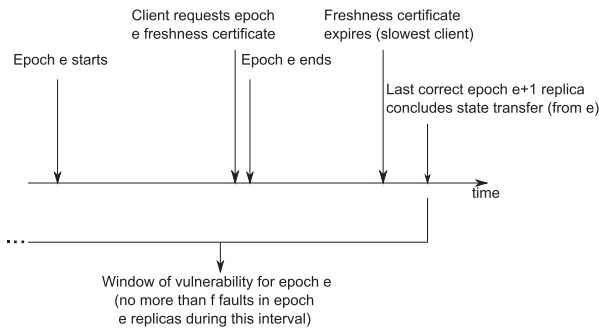 Client requests epoch
e freshness certificate
Freshness certificate
expires (slowest client)
Epoch e starts
Epoch e ends
Last correct epoch e+1 replica
concludes state transfer (from e)
time
...
Window of vulnerability for epoch e
(no more than f faults in epoch
e replicas during this interval)